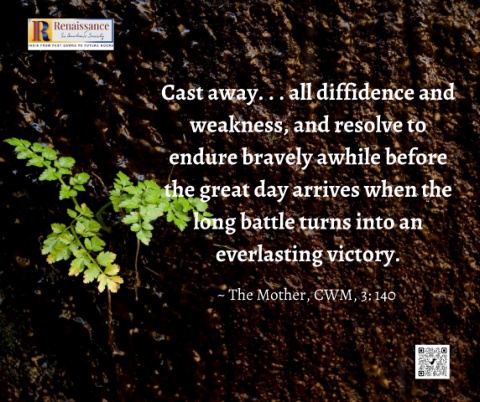 Renaissance
Sri Aurobindo Society
INDIA FROM PAST DAWNS TO FUTURE NOONS
Cast away. . . all diffidence and
weakness, and resolve to
endure bravely awhile before
the great day arrives when the
long battle turns into an
everlasting victory.
~ The Mother, CWM, 3: 140